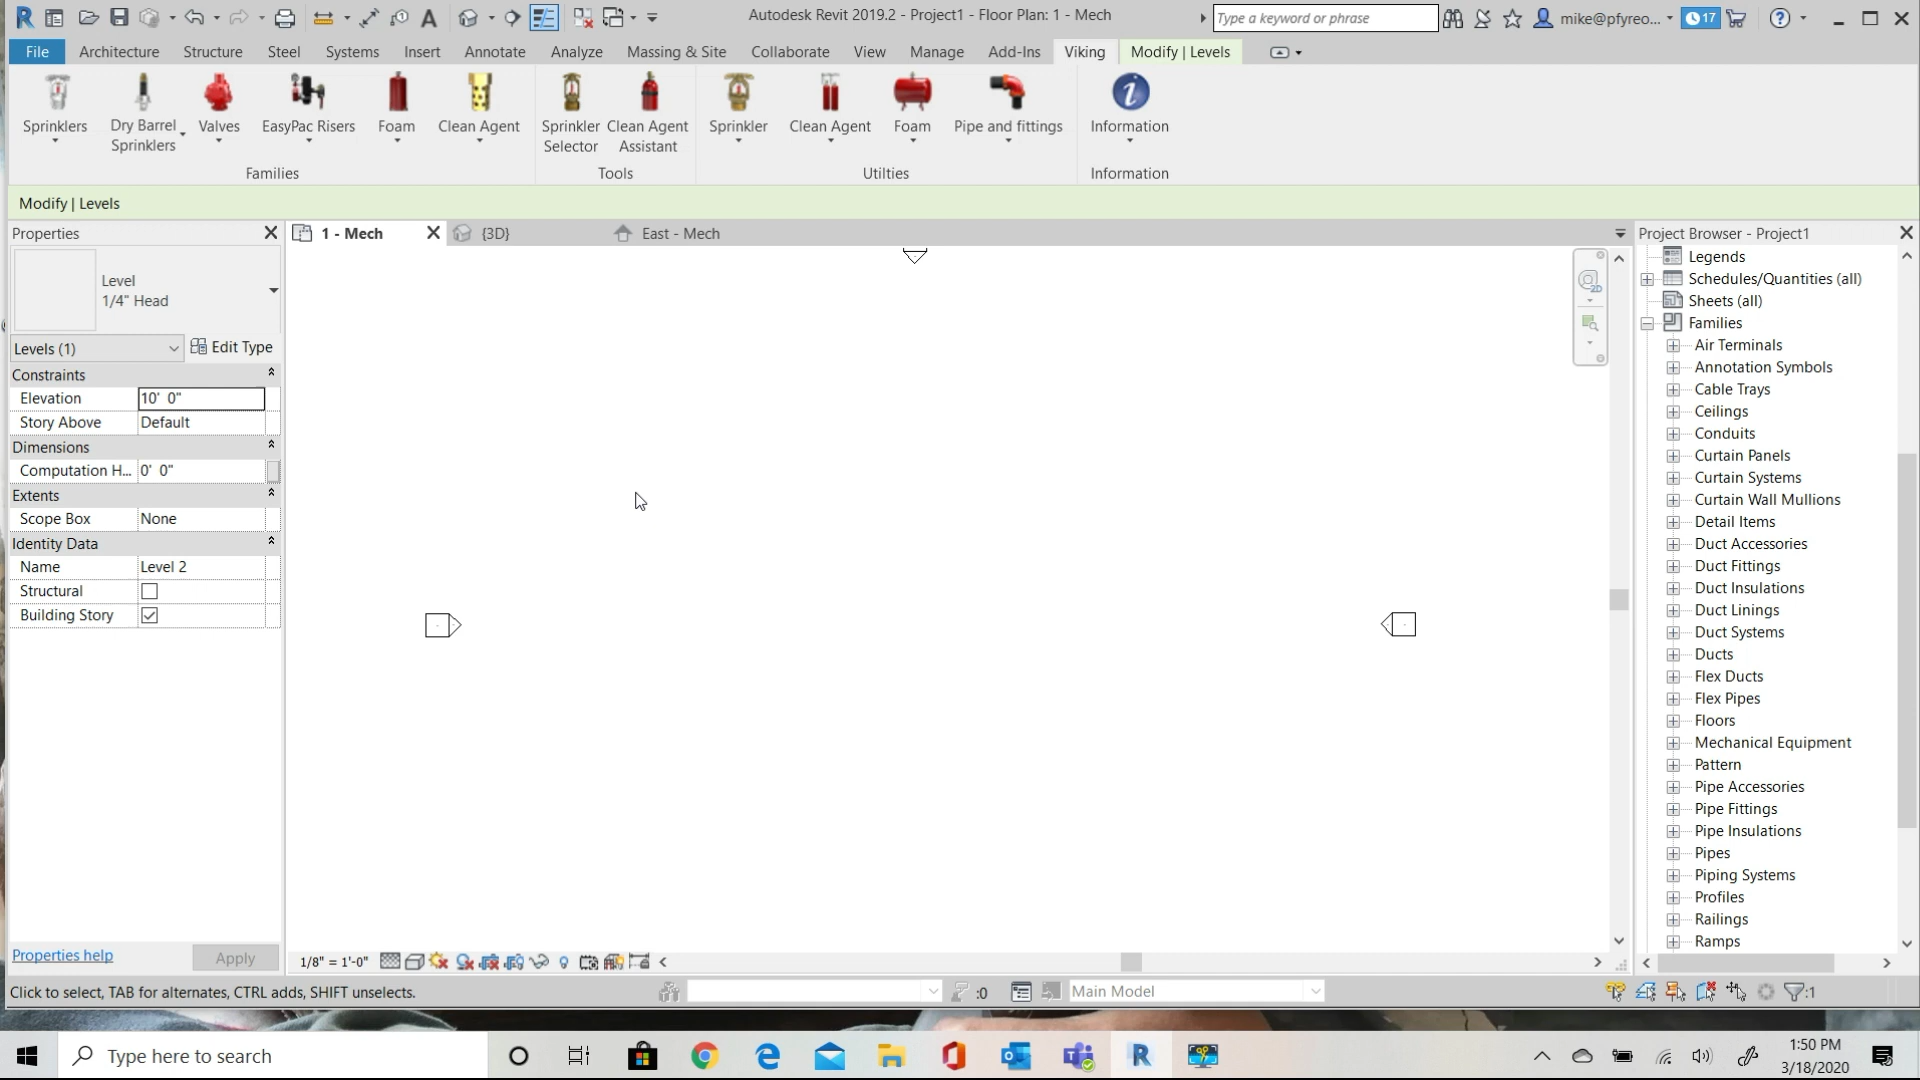 Autodesk Revit 2019.2 - Project1 - Floor Plan: 1 - Mech
Type a keyword or phrase
mike@pfyreo...
17
File Architecture Structure Steel Systems Insert Annotate Analyze Massing & Site Collaborate View Manage Add-Ins Viking Modify | Levels
Sprinklers
Dry Barrel
Sprinklers
Valves
EasyPac Risers
Foam
Clean Agent
Sprinkler
Selector
Clean Agent
Assistant
Sprinkler
Clean Agent
Foam
Pipe and fittings
Information
Families
Tools
Utilties
Information
Modify | Levels
Properties
Level
1/4" Head
Levels (1)
Edit Type
Constraints
Elevation 10' 0"
Story Above Default
Dimensions
Computation H... 0' 0"
Extents
Scope Box None
Identity Data
Name Level 2
Structural
Building Story
Properties help
Apply
1 - Mech
{3D}
East - Mech
2D
1/8" = 1'-0"
Project Browser - Project1
Legends
Schedules/Quantities (all)
Sheets (all)
Families
Air Terminals
Annotation Symbols
Cable Trays
Ceilings
Conduits
Curtain Panels
Curtain Systems
Curtain Wall Mullions
Detail Items
Duct Accessories
Duct Fittings
Duct Insulations
Duct Linings
Duct Systems
Ducts
Flex Ducts
Flex Pipes
Floors
Mechanical Equipment
Pattern
Pipe Accessories
Pipe Fittings
Pipe Insulations
Pipes
Piping Systems
Profiles
Railings
Ramps
Click to select, TAB for alternates, CTRL adds, SHIFT unselects.
:0
Main Model
:1
Type here to search
1:50 PM
3/18/2020